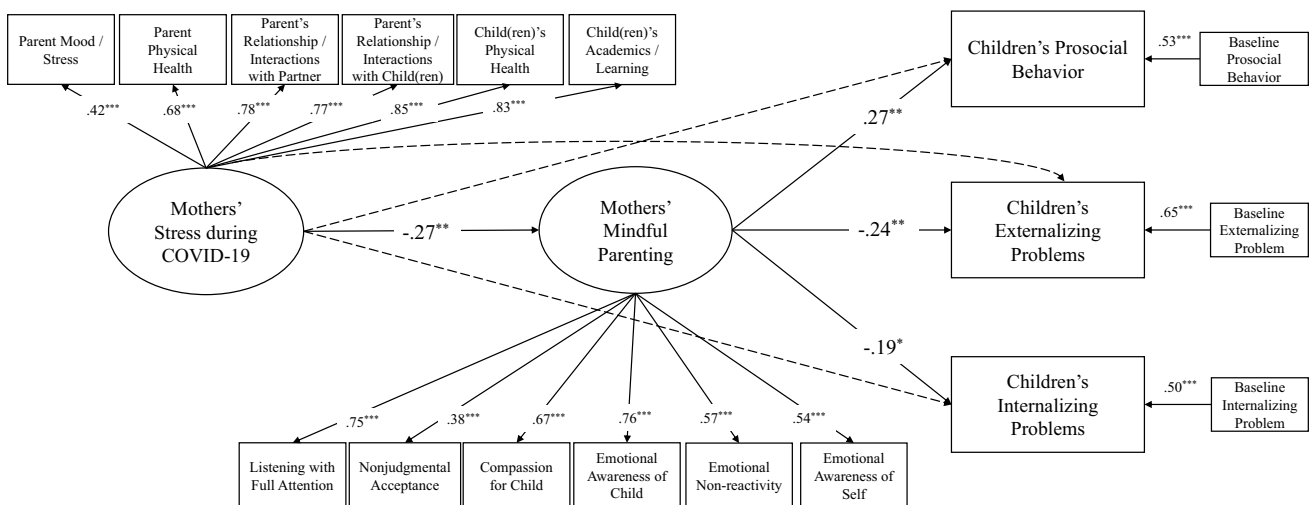 Parent Mood /
Stress
Parent
Physical
Health
Parent's
Relationship /
Interactions
with Partner
Parent's
Relationship /
Interactions
with Child(ren)
Child(ren)'s
Physical
Health
Child(ren)'s
Academics /
Learning
.42***
.68***
.78***
.77***
.85***
.83***
Children's Prosocial
Behavior
.53***
Baseline
Prosocial
Behavior
.27**
Mothers'
Stress during
COVID-19
-.27**
Mothers'
Mindful
Parenting
-.24**
Children's
Externalizing
Problems
.65***
Baseline
Externalizing
Problem
-.19*
Children's
Internalizing
Problems
.50***
Baseline
Internalizing
Problem
.75***
.38***
.67***
.76***
.57***
.54***
Listening with
Full Attention
Nonjudgmental
Acceptance
Compassion
for Child
Emotional
Awareness of
Child
Emotional
Non-reactivity
Emotional
Awareness of
Self